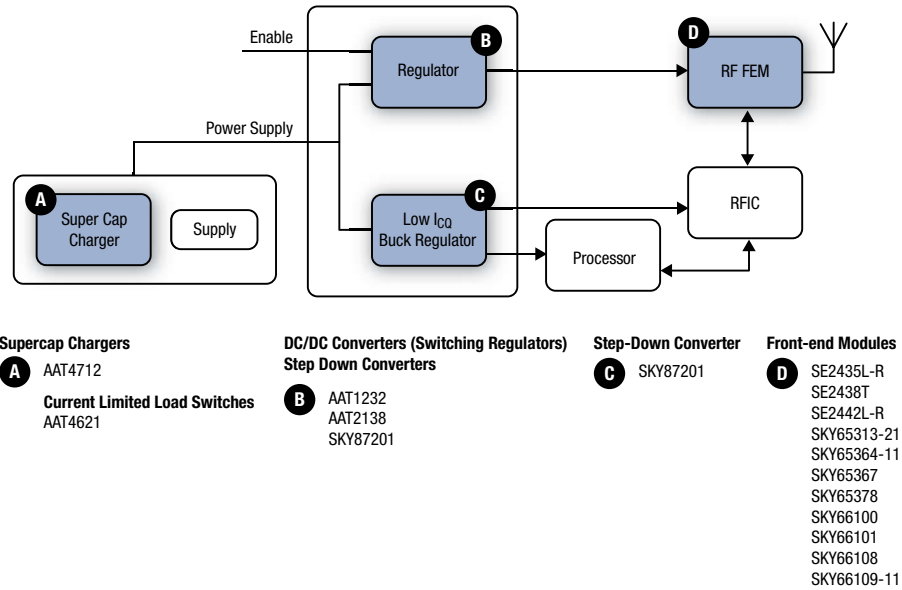 Enable
B
Regulator
D
RF FEM
Power Supply
A
Super Cap
Charger
Supply
C
Low ICQ
Buck Regulator
RFIC
Processor
Supercap Chargers
A
AAT4712
Current Limited Load Switches
AAT4621
DC/DC Converters (Switching Regulators)
Step Down Converters
B
AAT1232
AAT2138
SKY87201
Step-Down Converter
C
SKY87201
Front-end Modules
D
SE2435L-R
SE2438T
SE2442L-R
SKY65313-21
SKY65364-11
SKY65367
SKY65378
SKY66100
SKY66101
SKY66108
SKY66109-11